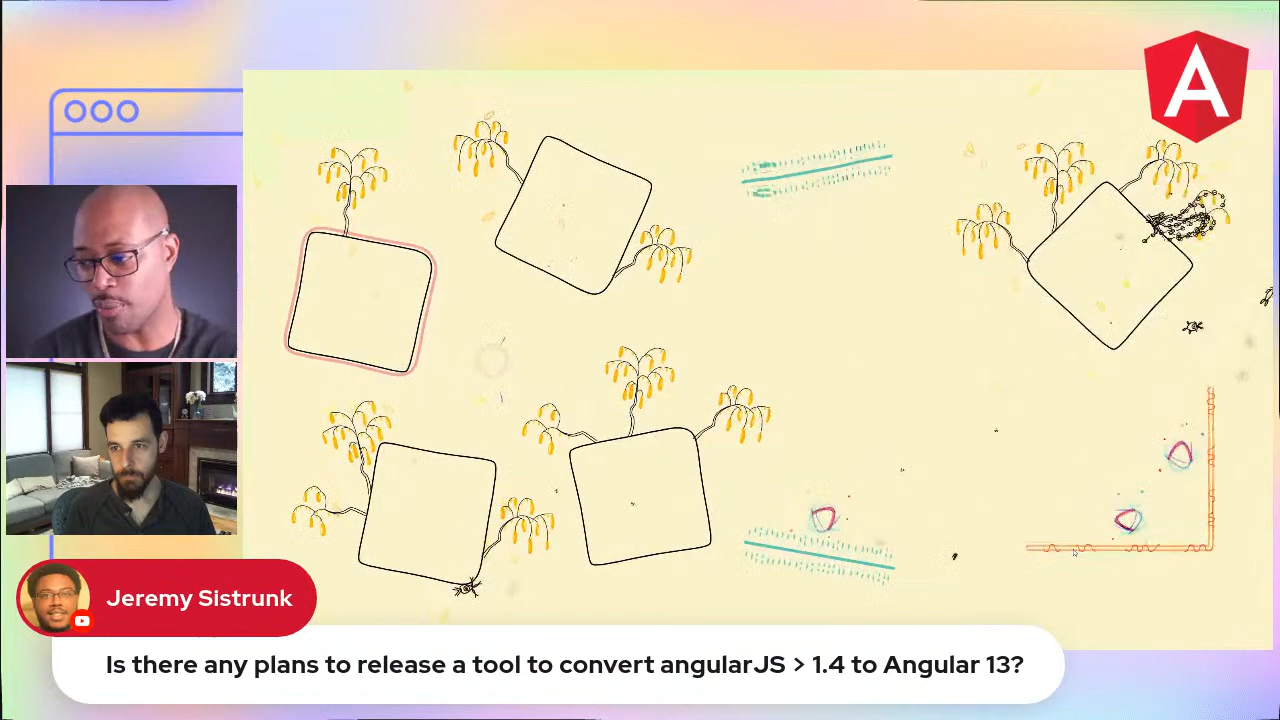 A
Jeremy Sistrunk
Is there any plans to release a tool to convert angularJS > 1.4 to Angular 13?